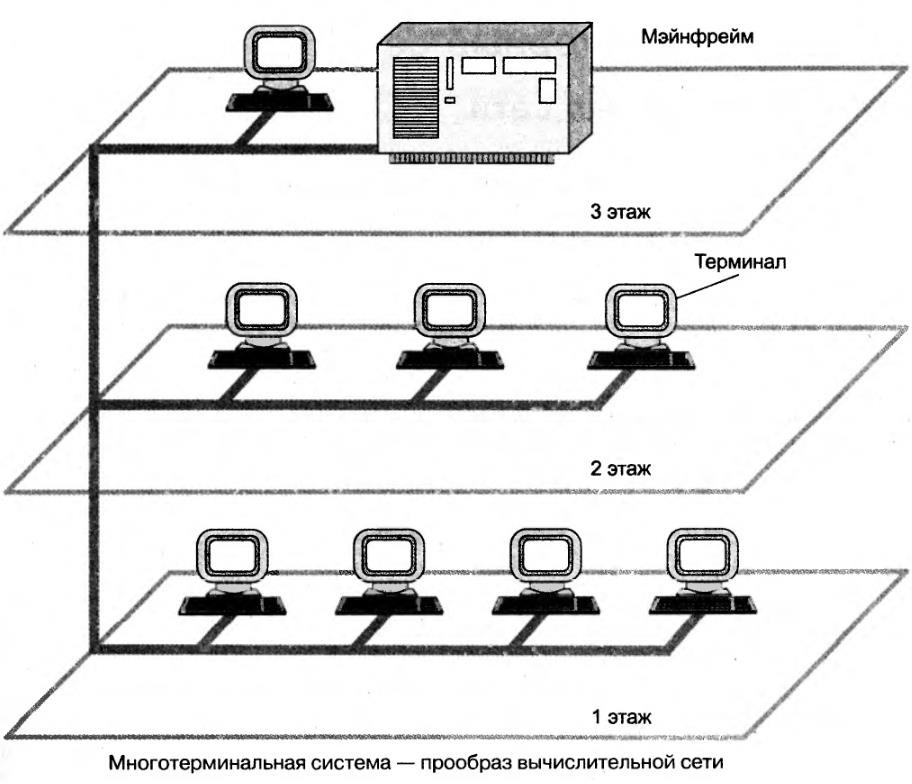 Мэйнфрейм
3 этаж
Терминал
2 этаж
1 этаж
Многотерминальная система — прообраз вычислительной сети